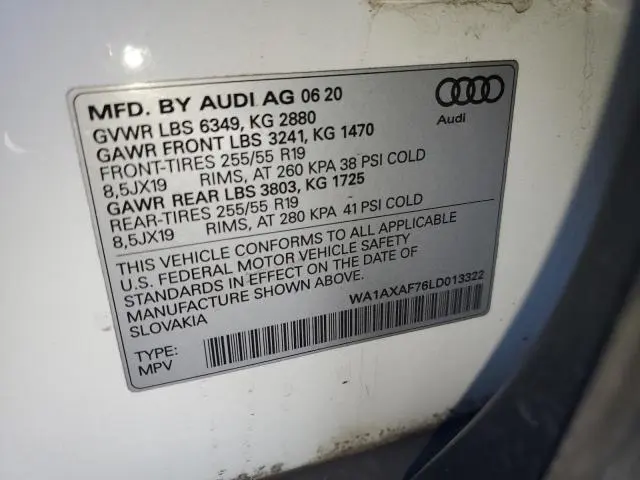 MFD. BY AUDI AG 06 20
GVWR LBS 6349, KG 2880
GAWR FRONT LBS 3241, KG 1470
FRONT-TIRES 255/55 R19
8,5JX19 RIMS, AT 260 KPA 38 PSI COLD
GAWR REAR LBS 3803, KG 1725
REAR-TIRES 255/55 R19
8,5JX19 RIMS, AT 280 KPA 41 PSI COLD
THIS VEHICLE CONFORMS TO ALL APPLICABLE
U.S. FEDERAL MOTOR VEHICLE SAFETY
STANDARDS IN EFFECT ON THE DATE OF
MANUFACTURE SHOWN ABOVE.
SLOVAKIA
WA1AXAF76LD013322
TYPE:
MPV
Audi